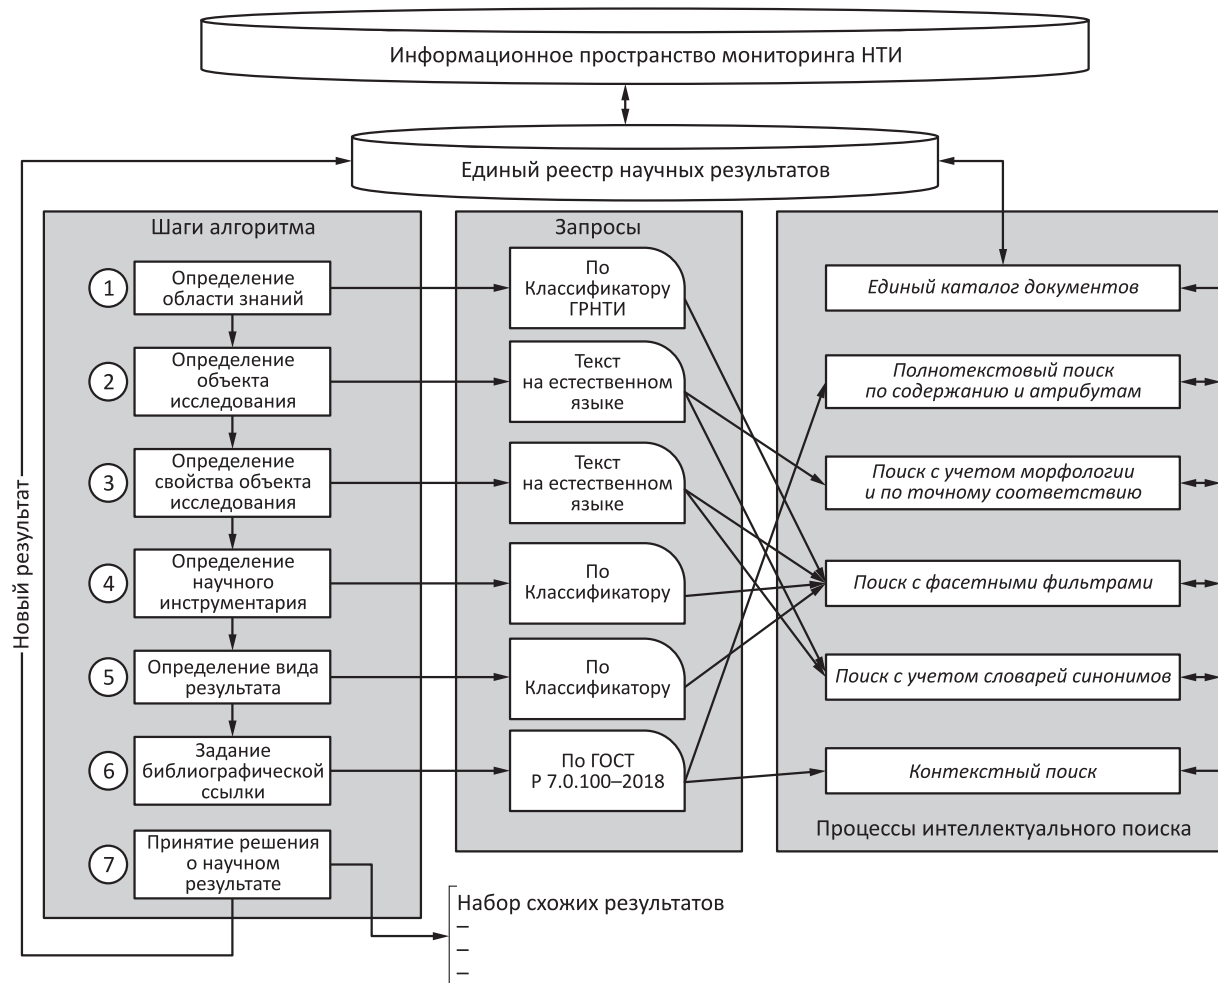 Информационное пространство мониторинга НТИ
Единый реестр научных результатов
Новый результат
Шаги алгоритма
1
Определение
области знаний
2
Определение
объекта
исследования
3
Определение
свойства объекта
исследования
4
Определение
научного
инструментария
5
Определение вида
результата
6
Задание
библиографической
ссылки
7
Принятие решения
о научном
результате
Запросы
По
Классификатору
ГРНТИ
Текст
на естественном
языке
Текст
на естественном
языке
По
Классификатору
По
Классификатору
По ГОСТ
Р 7.0.100–2018
Единый каталог документов
Полнотекстовый поиск
по содержанию и атрибутам
Поиск с учетом морфологии
и по точному соответствию
Поиск с фасетными фильтрами
Поиск с учетом словарей синонимов
Контекстный поиск
Процессы интеллектуального поиска
Набор схожих результатов
–
–
–